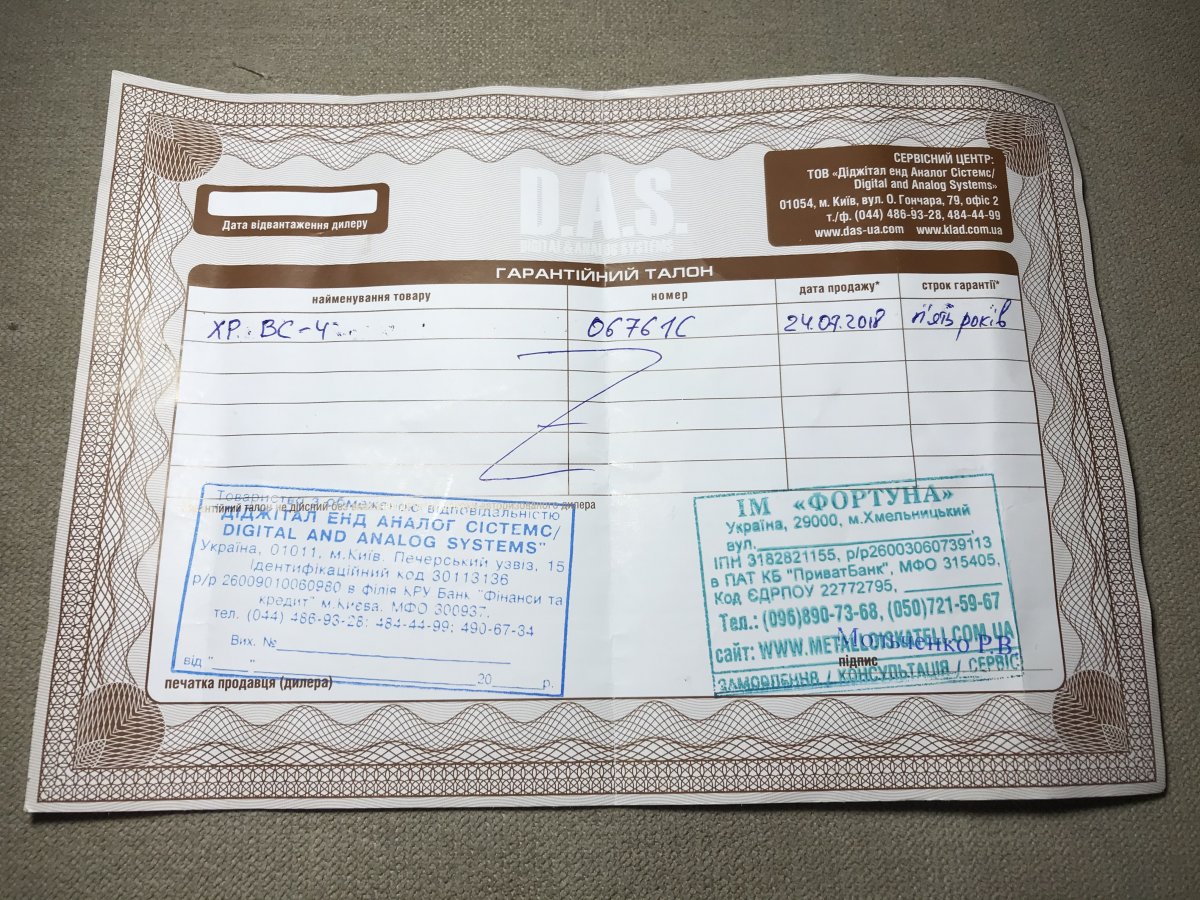 D.A.S.
DIGITAL & ANALOG SYSTEMS
СЕРВІСНИЙ ЦЕНТР:
ТОВ «Діджітал енд Аналог Сістемс/
Digital and Analog Systems»
01054, м. Київ, вул. О. Гончара, 79, офіс 2
т./ф. (044) 486-93-28, 484-44-99
www.das-ua.com www.klad.com.ua
Дата відвантаження дилеру
ГАРАНТІЙНИЙ ТАЛОН
найменування товару номер дата продажу* строк гарантії*
06761C 24.09.2018 п'ять років
Товариство з обмеженою відповідальністю
дилера
ДІДЖІТАЛ ЕНД АНАЛОГ СІСТЕМС/
DIGITAL AND ANALOG SYSTEMS"
Україна, 01011, м.Київ, Печерський узвіз, 15
Ідентифікаційний код 30113136
р/р 26009010060980 в філія КРУ Банк "Фінанси та
кредит" м.Києва, МФО 300937,
тел. (044) 486-93-28; 484-44-99; 490-67-34
Вих. №
від " " 20 р.
печатка продавця (дилера)
ІМ «ФОРТУНА»
Україна, 29000, м.Хмельницький
вул.
ІПН 3182821155, р/р26003060739113
в ПАТ КБ "ПриватБанк", МФО 315405,
Код ЄДРПОУ 22772795,
Тел.: (096)890-73-68, (050)721-59-67
сайт: WWW.METALLOISKATELI.COM.UA
підпис
ЗАМОВЛЕННЯ / КОНСУЛЬТАЦІЯ / СЕРВІС